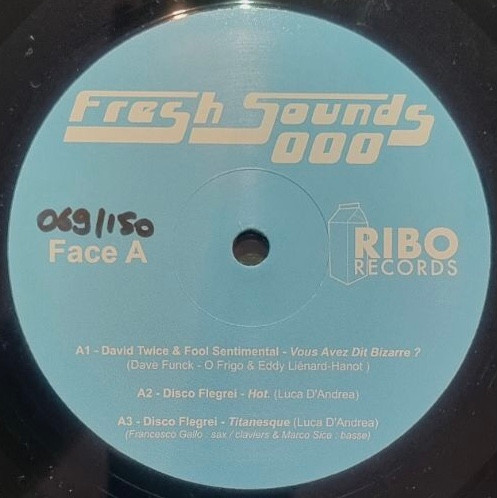 Fresh Sounds
000
069/150
Face A
RIBO
RECORDS
A1 - David Twice & Fool Sentimental - Vous Avez Dit Bizarre ?
(Dave Funck - O Frigo & Eddy Liénard-Hanot )
A2 - Disco Flegrei - Hot. (Luca D'Andrea)
A3 - Disco Flegrei - Titanesque (Luca D'Andrea)
(Francesco Gallo : sax / claviers & Marco Sica : basse)